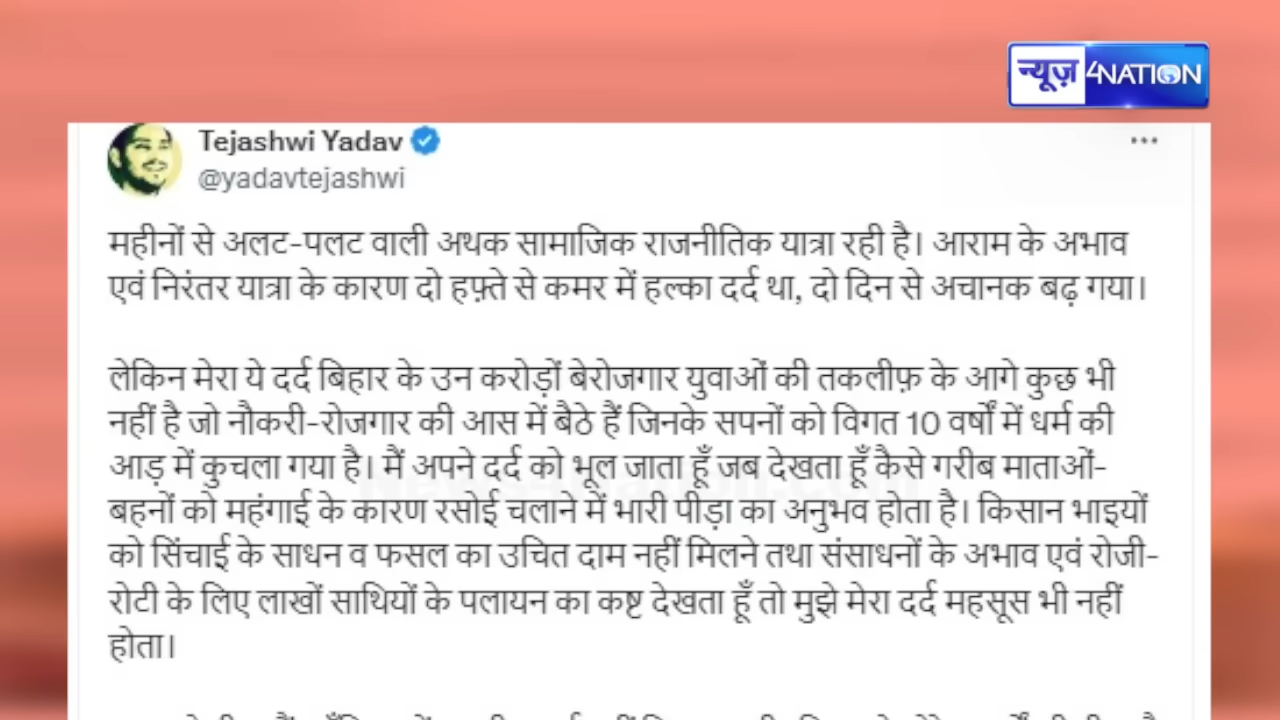 न्यूज़ 4NATION
Tejashwi Yadav
@yadavtejashwi
महीनों से अलट-पलट वाली अथक सामाजिक राजनीतिक यात्रा रही है। आराम के अभाव
एवं निरंतर यात्रा के कारण दो हफ़्ते से कमर में हल्का दर्द था, दो दिन से अचानक बढ़ गया।
लेकिन मेरा ये दर्द बिहार के उन करोड़ों बेरोजगार युवाओं की तकलीफ़ के आगे कुछ भी
नहीं है जो नौकरी-रोजगार की आस में बैठे हैं जिनके सपनों को विगत 10 वर्षों में धर्म की
आड़ में कुचला गया है। मैं अपने दर्द को भूल जाता हूँ जब देखता हूँ कैसे गरीब माताओं-
बहनों को महंगाई के कारण रसोई चलाने में भारी पीड़ा का अनुभव होता है। किसान भाइयों
को सिंचाई के साधन व फसल का उचित दाम नहीं मिलने तथा संसाधनों के अभाव एवं रोजी-
रोटी के लिए लाखों साथियों के पलायन का कष्ट देखता हूँ तो मुझे मेरा दर्द महसूस भी नहीं
होता।